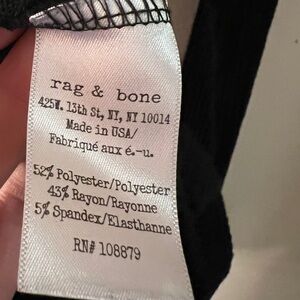 rag & bone
425W. 13th St, NY, NY 10014
Made in USA/
Fabriqué aux é.-u.
52% Polyester/Polyester
43% Rayon/Rayonne
5% Spandex/Elasthanne
RN# 108879